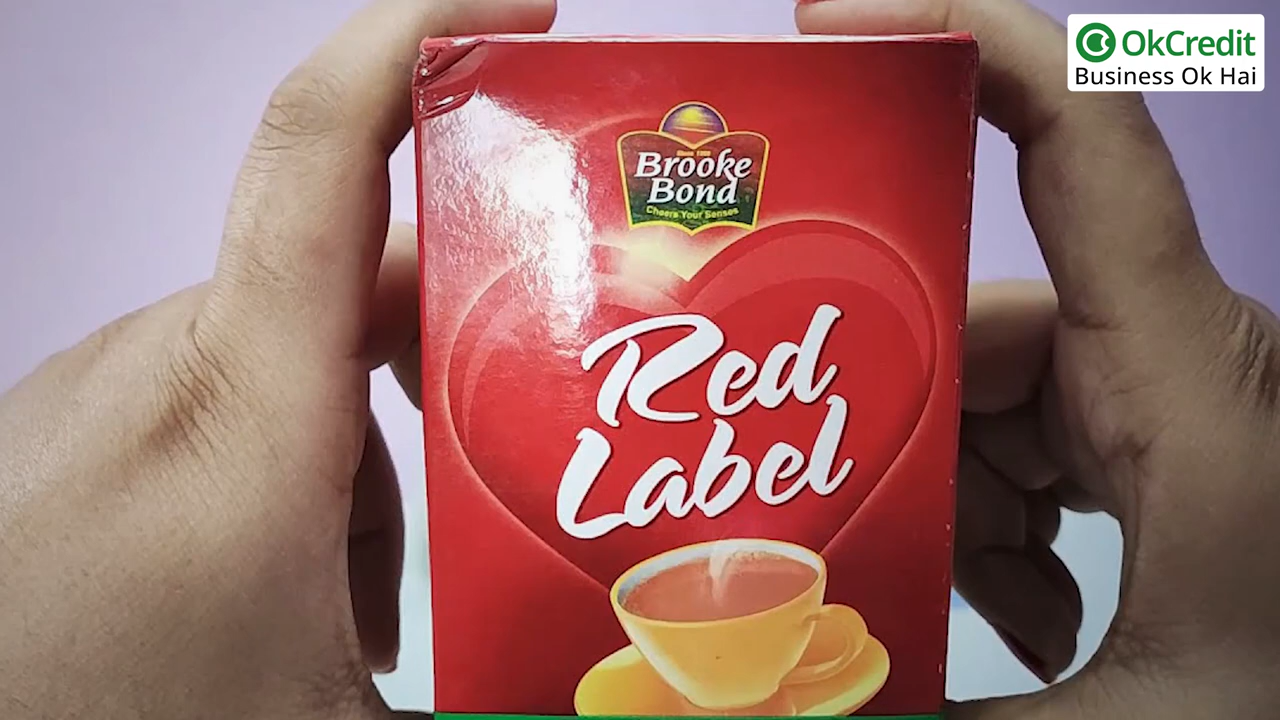 OkCredit
Business Ok Hai
Since 1869
Brooke
Bond
Cheers Your Senses
Red
Label